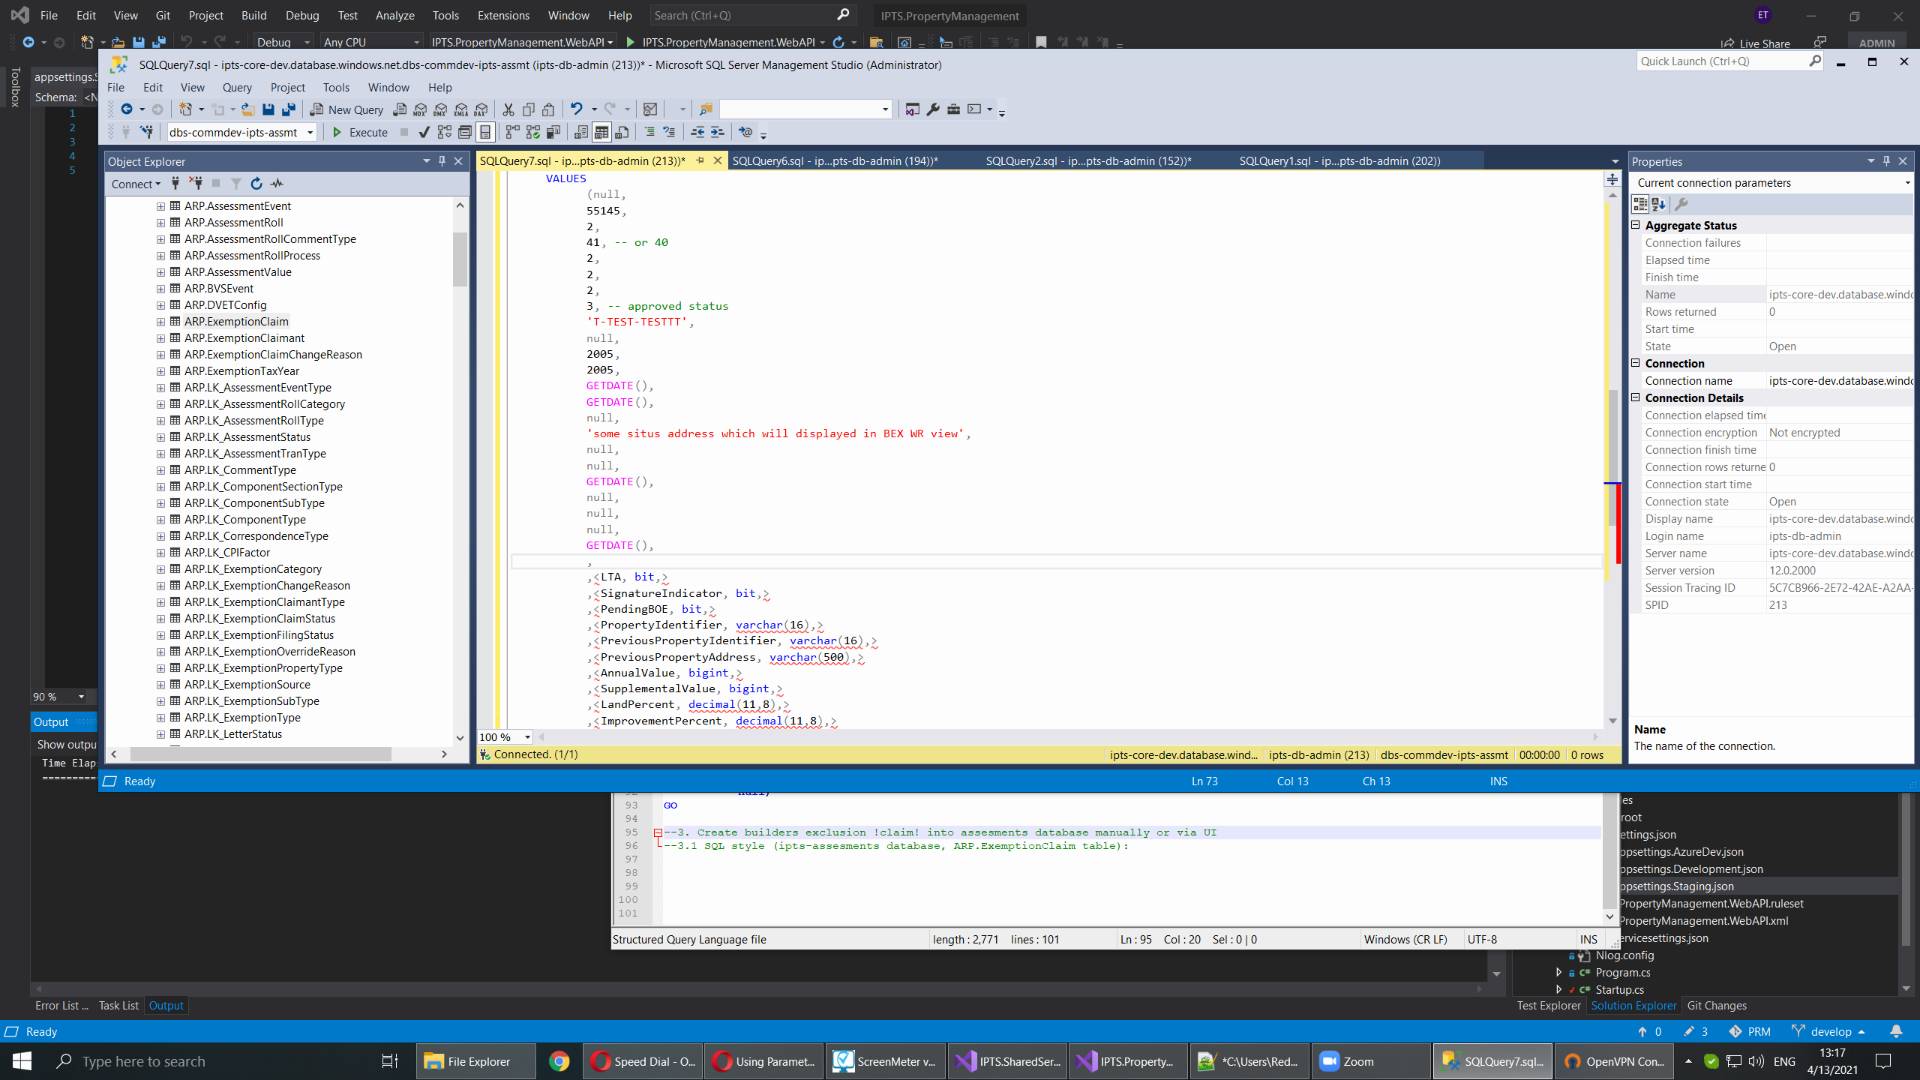 File Edit View Git Project Build Debug Test Analyze Tools Extensions Window Help Search (Ctrl+Q) IPTS.PropertyManagement ET
Debug Any CPU IPTS.PropertyManagement.WebAPI IPTS.PropertyManagement.WebAPI Live Share ADMIN
SQLQuery7.sql - ipts-core-dev.database.windows.net.dbs-commdev-ipts-assmt (ipts-db-admin (213))* - Microsoft SQL Server Management Studio (Administrator) Quick Launch (Ctrl+Q)
File Edit View Query Project Tools Window Help
New Query
dbs-commdev-ipts-assmt Execute
Toolbox
appsettings.S
Schema: <N
1
2
3
4
5
90 %
Output
Show outpu
Time Elap
==========
Object Explorer
Connect
ARP.AssessmentEvent
ARP.AssessmentRoll
ARP.AssessmentRollCommentType
ARP.AssessmentRollProcess
ARP.AssessmentValue
ARP.BVSEvent
ARP.DVETConfig
ARP.ExemptionClaim
ARP.ExemptionClaimant
ARP.ExemptionClaimChangeReason
ARP.ExemptionTaxYear
ARP.LK_AssessmentEventType
ARP.LK_AssessmentRollCategory
ARP.LK_AssessmentRollType
ARP.LK_AssessmentStatus
ARP.LK_AssessmentTranType
ARP.LK_CommentType
ARP.LK_ComponentSectionType
ARP.LK_ComponentSubType
ARP.LK_ComponentType
ARP.LK_CorrespondenceType
ARP.LK_CPIFactor
ARP.LK_ExemptionCategory
ARP.LK_ExemptionChangeReason
ARP.LK_ExemptionClaimantType
ARP.LK_ExemptionClaimStatus
ARP.LK_ExemptionFilingStatus
ARP.LK_ExemptionOverrideReason
ARP.LK_ExemptionPropertyType
ARP.LK_ExemptionSource
ARP.LK_ExemptionSubType
ARP.LK_ExemptionType
ARP.LK_LetterStatus
SQLQuery7.sql - ip...pts-db-admin (213))* SQLQuery6.sql - ip...pts-db-admin (194))* SQLQuery2.sql - ip...pts-db-admin (152))* SQLQuery1.sql - ip...pts-db-admin (202))
VALUES
(null,
55145,
2,
41, -- or 40
2,
2,
2,
3, -- approved status
'T-TEST-TESTTT',
null,
2005,
2005,
GETDATE(),
GETDATE(),
null,
'some situs address which will displayed in BEX WR view',
null,
null,
GETDATE(),
null,
null,
null,
GETDATE(),
,
,<LTA, bit,>
,<SignatureIndicator, bit,>
,<PendingBOE, bit,>
,<PropertyIdentifier, varchar(16),>
,<PreviousPropertyIdentifier, varchar(16),>
,<PreviousPropertyAddress, varchar(500),>
,<AnnualValue, bigint,>
,<SupplementalValue, bigint,>
,<LandPercent, decimal(11,8),>
,<ImprovementPercent, decimal(11,8),>
100 %
Connected. (1/1) ipts-core-dev.database.wind... ipts-db-admin (213) dbs-commdev-ipts-assmt 00:00:00 0 rows
Properties
Current connection parameters
Aggregate Status
Connection failures
Elapsed time
Finish time
Name ipts-core-dev.database.windo
Rows returned 0
Start time
State Open
Connection
Connection name ipts-core-dev.database.windo
Connection Details
Connection elapsed time
Connection encryption Not encrypted
Connection finish time
Connection rows returne 0
Connection start time
Connection state Open
Display name ipts-core-dev.database.windo
Login name ipts-db-admin
Server name ipts-core-dev.database.windo
Server version 12.0.2000
Session Tracing ID 5C7CB966-2E72-42AE-A2AA-
SPID 213
Name
The name of the connection.
Ready Ln 73 Col 13 Ch 13 INS
null,
93 GO
94
95 --3. Create builders exclusion !claim! into assesments database manually or via UI
96 --3.1 SQL style (ipts-assesments database, ARP.ExemptionClaim table):
97
98
99
100
101
Structured Query Language file length : 2,771 lines : 101 Ln : 95 Col : 20 Sel : 0 | 0 Windows (CR LF) UTF-8 INS
es
root
ettings.json
ppsettings.AzureDev.json
ppsettings.Development.json
ppsettings.Staging.json
PropertyManagement.WebAPI.ruleset
PropertyManagement.WebAPI.xml
ervicesettings.json
Nlog.config
Program.cs
Startup.cs
Error List ... Task List Output Test Explorer Solution Explorer Git Changes
Ready 0 3 PRM develop
Type here to search File Explorer Speed Dial - O... Using Paramet... ScreenMeter v... IPTS.SharedSer... IPTS.Property... *C:\Users\Red... Zoom SQLQuery7.sql... OpenVPN Con... ENG 13:17
4/13/2021